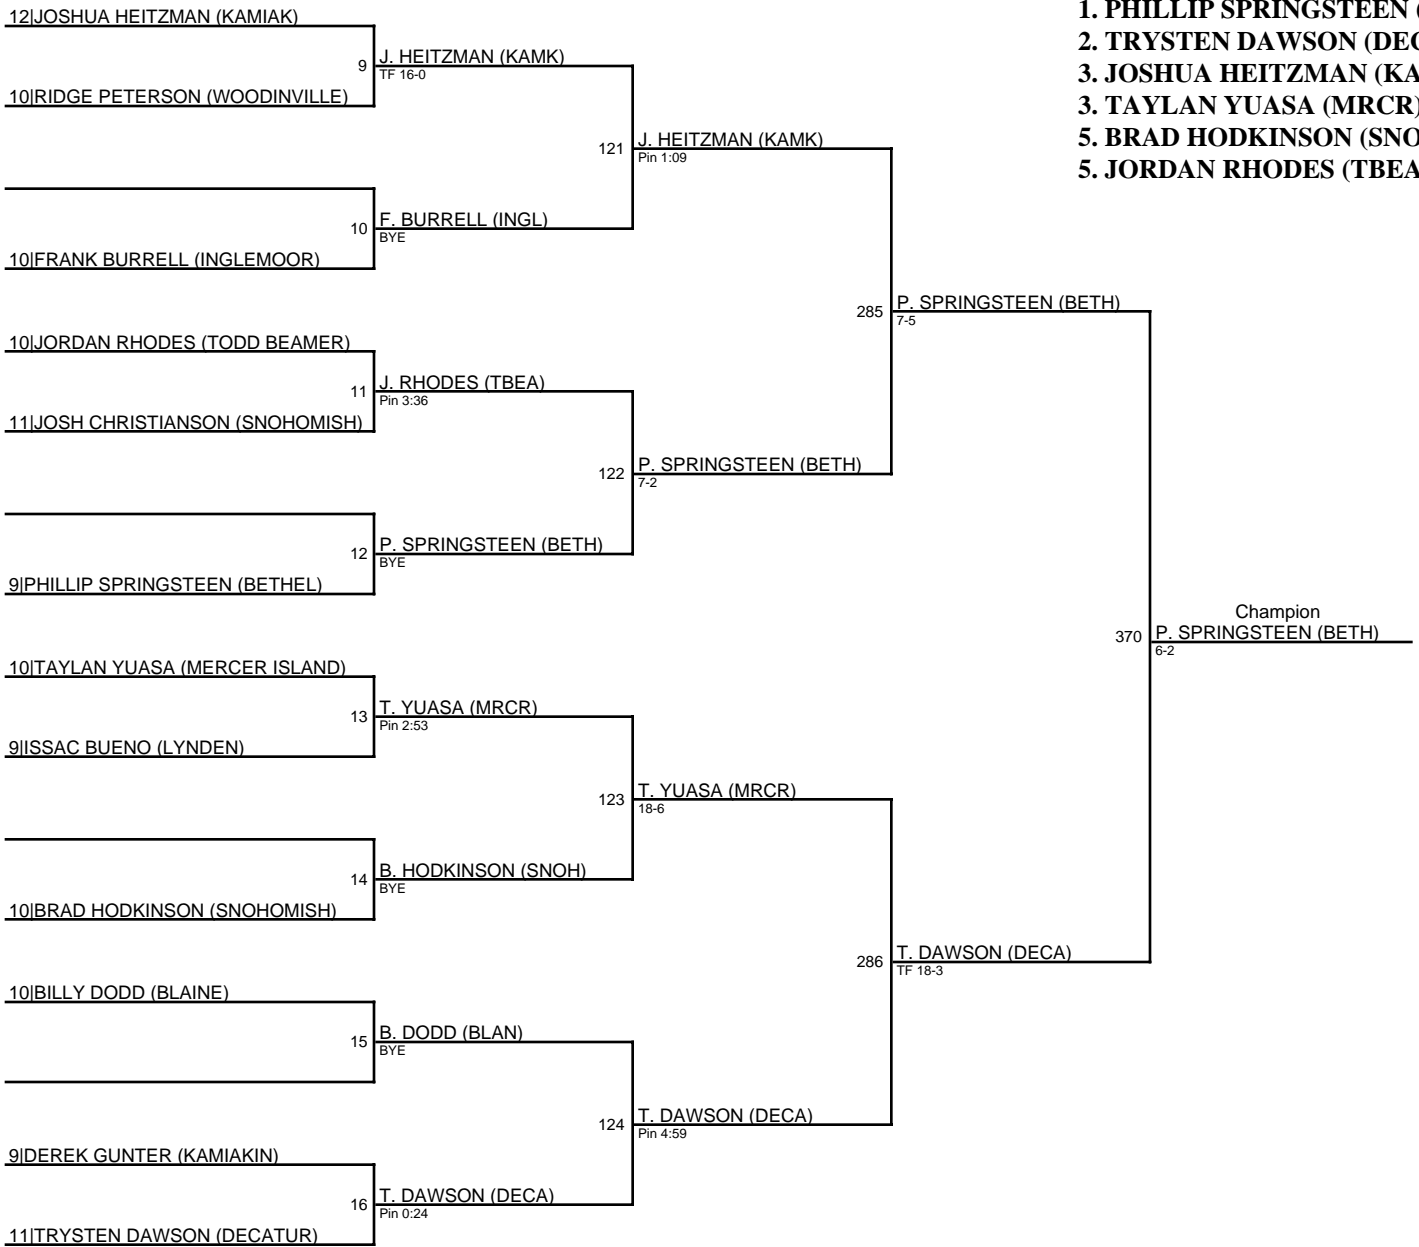 12|JOSHUA HEITZMAN (KAMIAK)
9
J. HEITZMAN (KAMK)
TF 16-0
10|RIDGE PETERSON (WOODINVILLE)
121
J. HEITZMAN (KAMK)
Pin 1:09
10
F. BURRELL (INGL)
BYE
10|FRANK BURRELL (INGLEMOOR)
285
P. SPRINGSTEEN (BETH)
7-5
10|JORDAN RHODES (TODD BEAMER)
11
J. RHODES (TBEA)
Pin 3:36
11|JOSH CHRISTIANSON (SNOHOMISH)
122
P. SPRINGSTEEN (BETH)
7-2
12
P. SPRINGSTEEN (BETH)
BYE
9|PHILLIP SPRINGSTEEN (BETHEL)
Champion
370
P. SPRINGSTEEN (BETH)
6-2
10|TAYLAN YUASA (MERCER ISLAND)
13
T. YUASA (MRCR)
Pin 2:53
9|ISSAC BUENO (LYNDEN)
123
T. YUASA (MRCR)
18-6
14
B. HODKINSON (SNOH)
BYE
10|BRAD HODKINSON (SNOHOMISH)
286
T. DAWSON (DECA)
TF 18-3
10|BILLY DODD (BLAINE)
15
B. DODD (BLAN)
BYE
124
T. DAWSON (DECA)
Pin 4:59
9|DEREK GUNTER (KAMIAKIN)
16
T. DAWSON (DECA)
Pin 0:24
11|TRYSTEN DAWSON (DECATUR)
1. PHILLIP SPRINGSTEEN (
2. TRYSTEN DAWSON (DEC
3. JOSHUA HEITZMAN (KA
3. TAYLAN YUASA (MRCR)
5. BRAD HODKINSON (SNO
5. JORDAN RHODES (TBEA